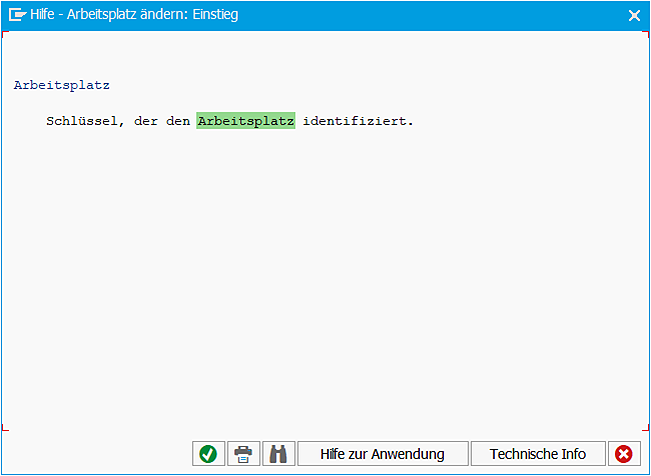 Hilfe - Arbeitsplatz ändern: Einstieg
Arbeitsplatz
Schlüssel, der den Arbeitsplatz identifiziert.
Hilfe zur Anwendung
Technische Info